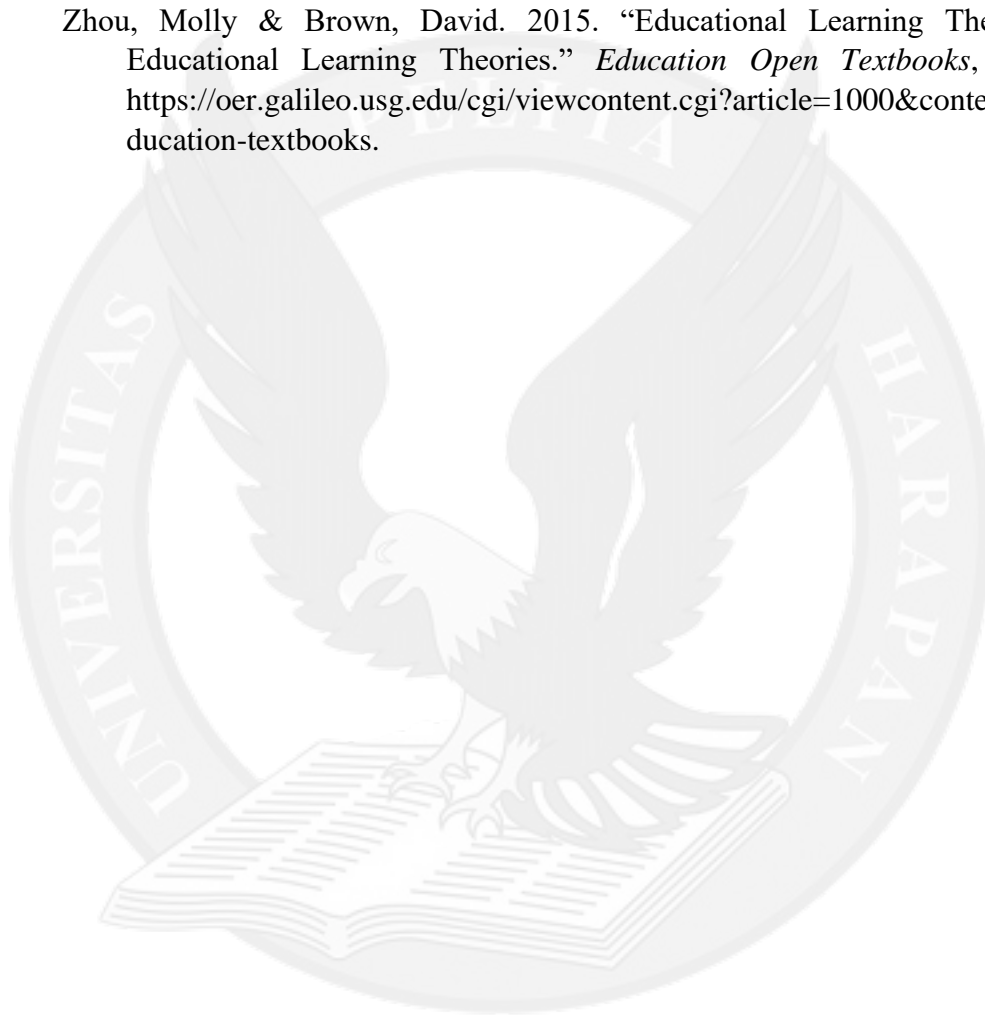 Zhou, Molly & Brown, David. 2015. “Educational Learning The
Educational Learning Theories.” Education Open Textbooks,
https://oer.galileo.usg.edu/cgi/viewcontent.cgi?article=1000&conte
ducation-textbooks.
UNIVERSITAS PELITA HARAPAN